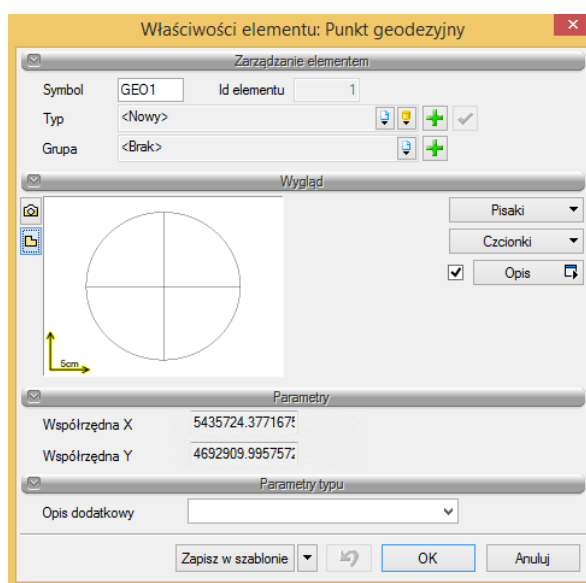 Właściwości elementu: Punkt geodezyjny
Zarządzanie elementem
Symbol GEO1 Id elementu 1
Typ <Nowy>
Grupa <Brak>
Wygląd
Pisaki
Czcionki
Opis
5cm
Parametry
Współrzędna X 5435724.377167
Współrzędna Y 4692909.995757
Parametry typu
Opis dodatkowy
Zapisz w szablonie OK Anuluj